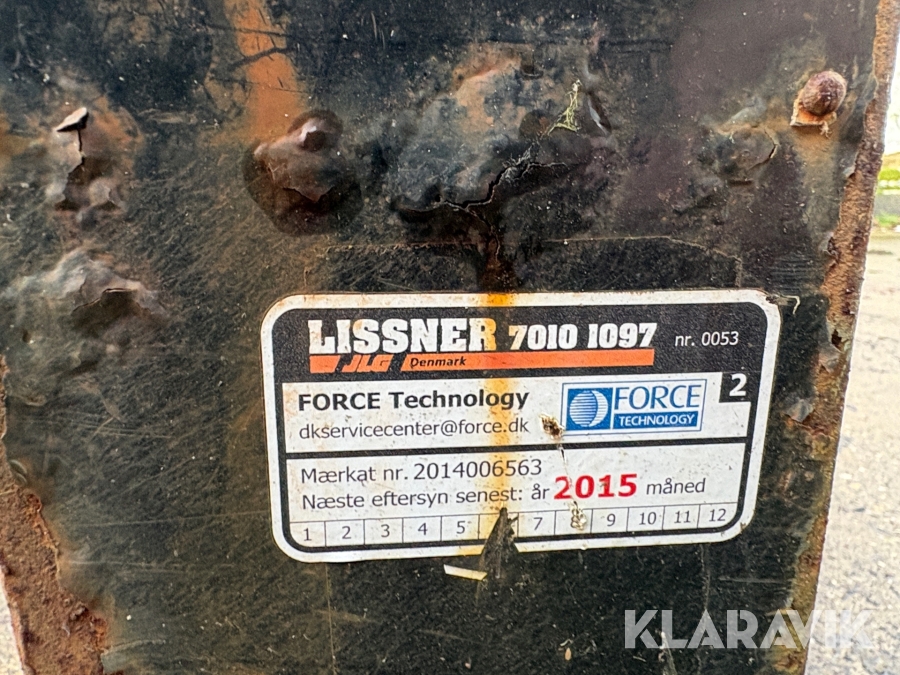 LISSNER 7010 1097 nr. 0053
JLG Denmark
2
FORCE Technology
dkservicecenter@force.dk
FORCE
TECHNOLOGY
Mærkat nr. 2014006563
Næste eftersyn senest: år 2015 måned
1 2 3 4 5 7 8 9 10 11 12
KLARAVIK